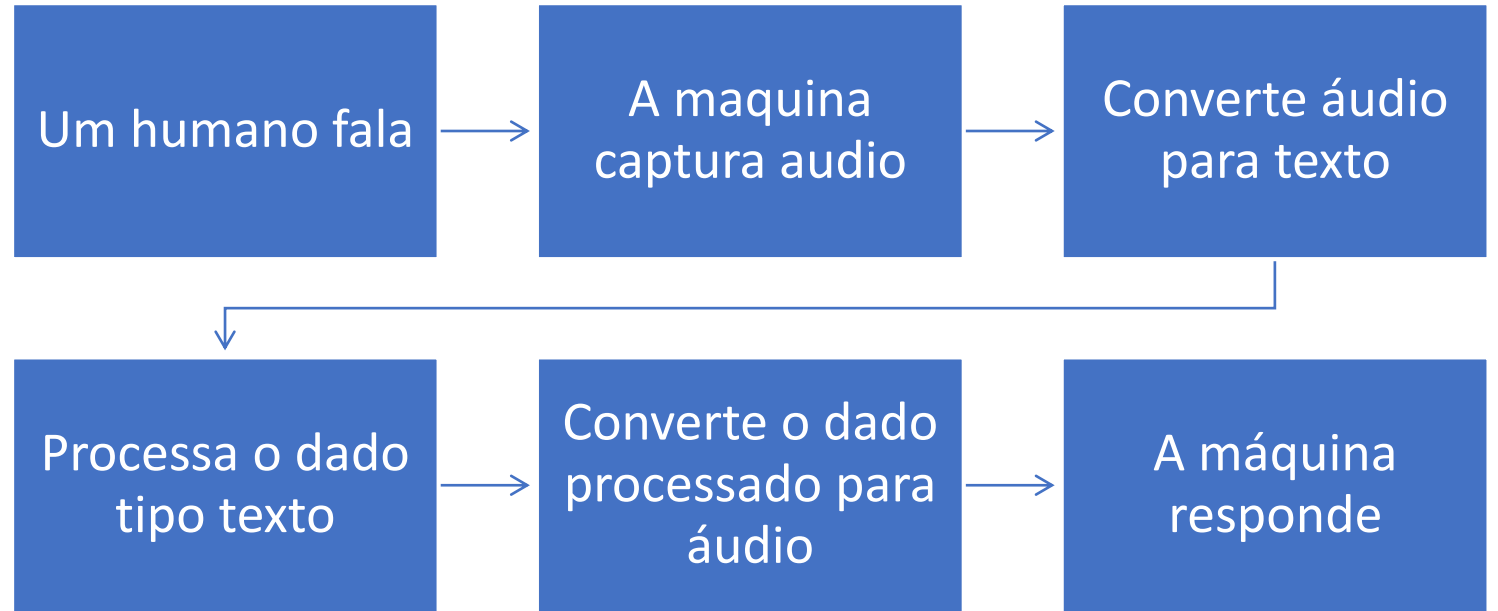 Um humano fala
A maquina
captura audio
Converte áudio
para texto
Processa o dado
tipo texto
Converte o dado
processado para
áudio
A máquina
responde